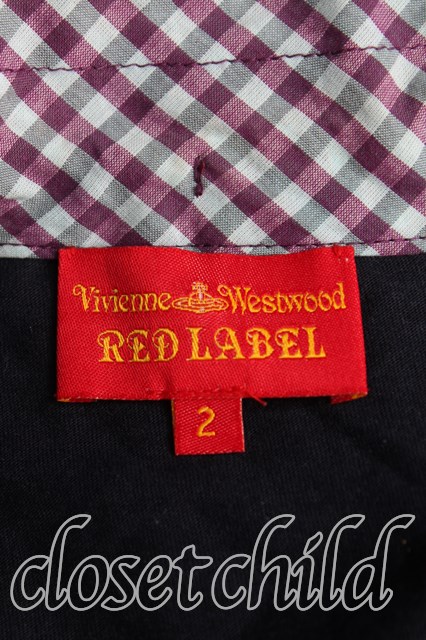 Vivienne Westwood
RED LABEL
2
closet child